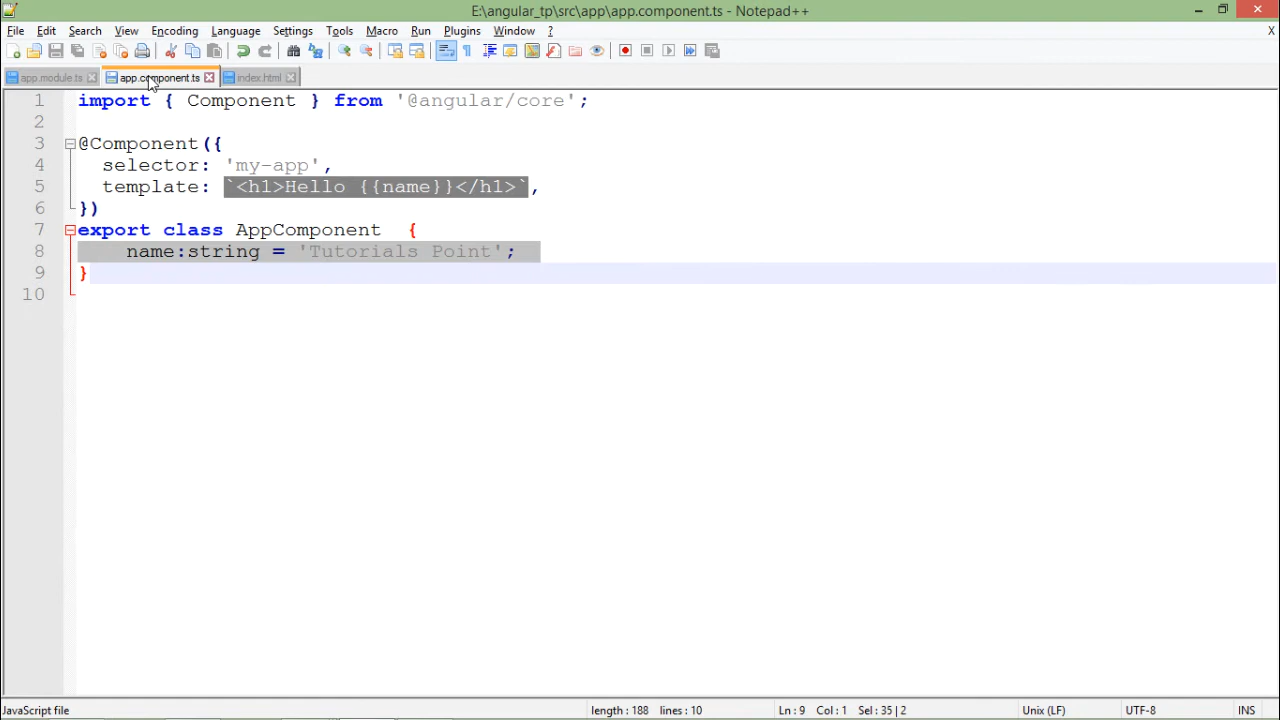 E:\angular_tp\src\app\app.component.ts - Notepad++
File Edit Search View Encoding Language Settings Tools Macro Run Plugins Window ? X
app.module.ts app.component.ts index.html
1 import { Component } from '@angular/core';
2
3 @Component({
4 selector: 'my-app',
5 template: `<h1>Hello {{name}}</h1>`,
6 })
7 export class AppComponent {
8 name:string = 'Tutorials Point';
9 }
10
JavaScript file length : 188 lines : 10 Ln : 9 Col : 1 Sel : 35 | 2 Unix (LF) UTF-8 INS